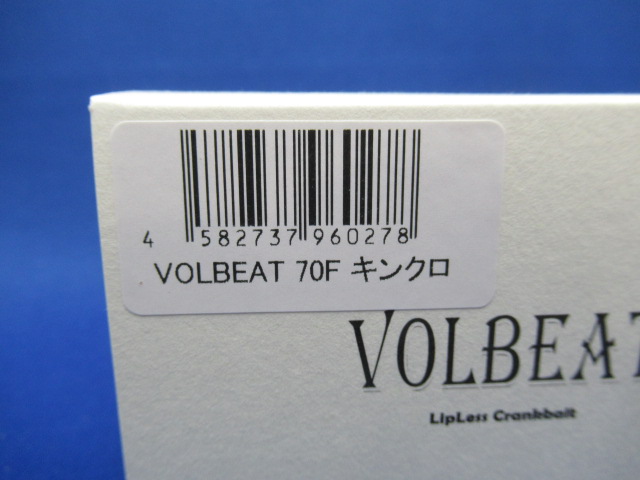 4 582737 960278
VOLBEAT 70F キンクロ
VOLBEAT
LipLess Crankbait